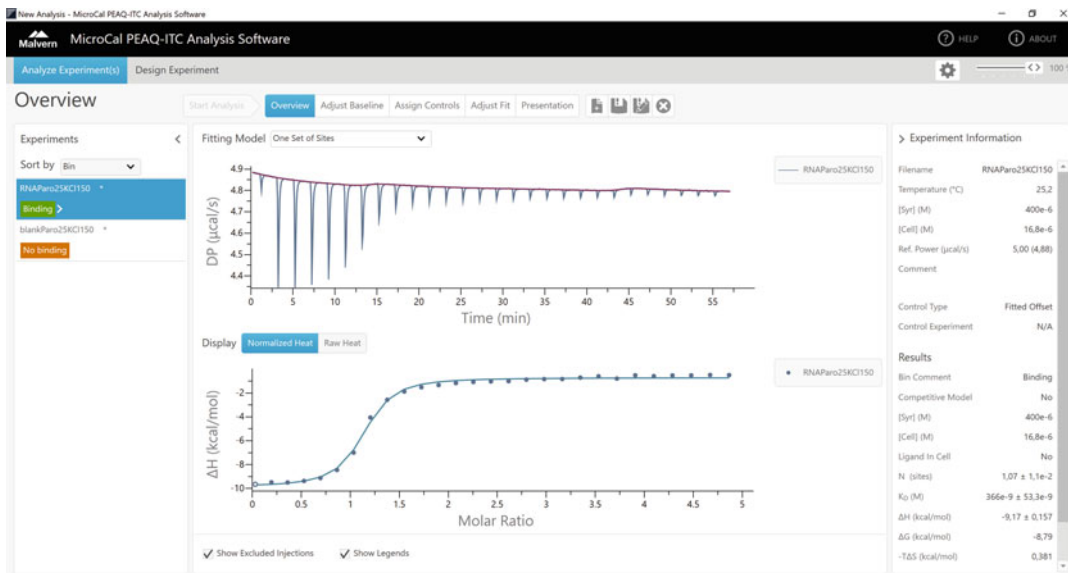 New Analysis - MicroCal PEAQ-ITC Analysis Software
Malvern MicroCal PEAQ-ITC Analysis Software
HELP
ABOUT
Analyze Experiment(s)
Design Experiment
100 %
Overview
Start Analysis
Overview
Adjust Baseline
Assign Controls
Adjust Fit
Presentation
Experiments
Sort by Bin
RNAParo25KCl150 *
Binding
blankParo25KCl150 *
No binding
Fitting Model One Set of Sites
4.9
4.8
4.7
4.6
4.5
4.4
DP (µcal/s)
0 5 10 15 20 25 30 35 40 45 50 55
Time (min)
RNAParo25KCl150
Display Normalized Heat Raw Heat
-2
-4
-6
-8
-10
ΔH (kcal/mol)
0 0.5 1 1.5 2 2.5 3 3.5 4 4.5 5
Molar Ratio
RNAParo25KCl150
Show Excluded Injections
Show Legends
Experiment Information
Filename RNAParo25KCl150
Temperature (°C) 25,2
[Syr] (M) 400e-6
[Cell] (M) 16,8e-6
Ref. Power (µcal/s) 5,00 (4,88)
Comment
Control Type Fitted Offset
Control Experiment N/A
Results
Bin Comment Binding
Competitive Model No
[Syr] (M) 400e-6
[Cell] (M) 16,8e-6
Ligand In Cell No
N (sites) 1,07 ± 1,1e-2
KD (M) 366e-9 ± 53,3e-9
ΔH (kcal/mol) -9,17 ± 0,157
ΔG (kcal/mol) -8,79
-TΔS (kcal/mol) 0,381